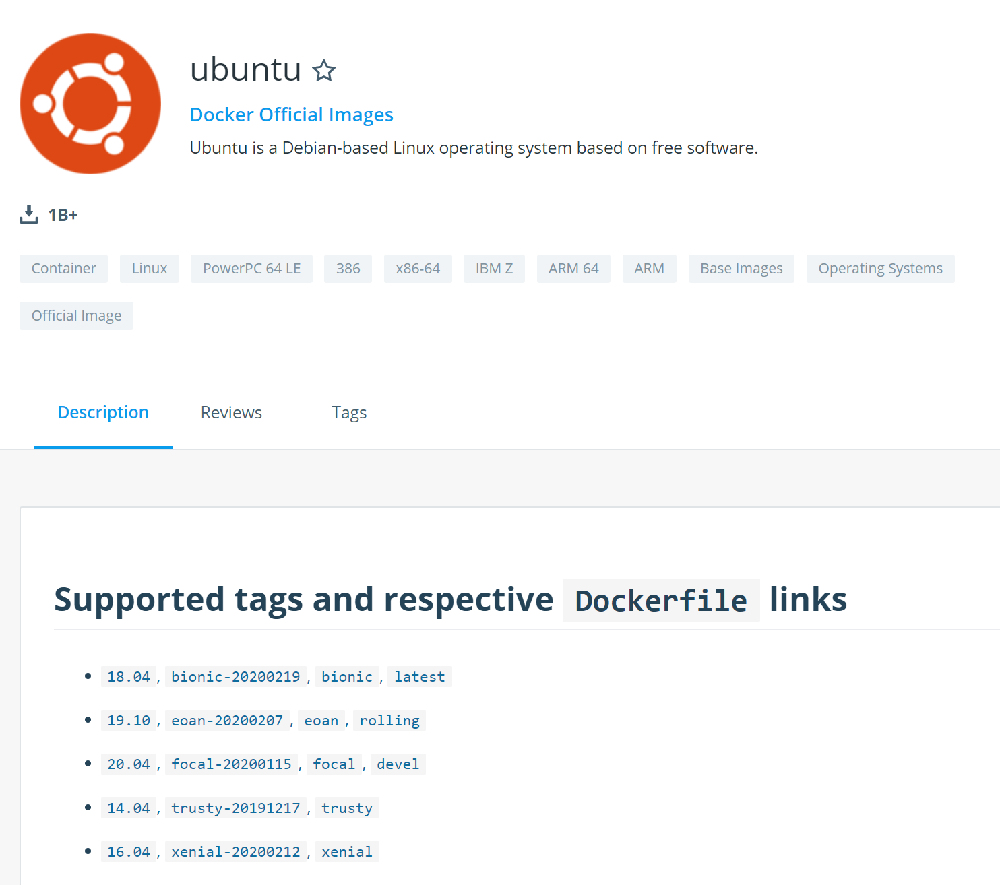 ubuntu
Docker Official Images
Ubuntu is a Debian-based Linux operating system based on free software.
1B+
Container Linux PowerPC 64 LE 386 x86-64 IBM Z ARM 64 ARM Base Images Operating Systems
Official Image
Description Reviews Tags
Supported tags and respective Dockerfile links
18.04, bionic-20200219, bionic, latest
19.10, eoan-20200207, eoan, rolling
20.04, focal-20200115, focal, devel
14.04, trusty-20191217, trusty
16.04, xenial-20200212, xenial